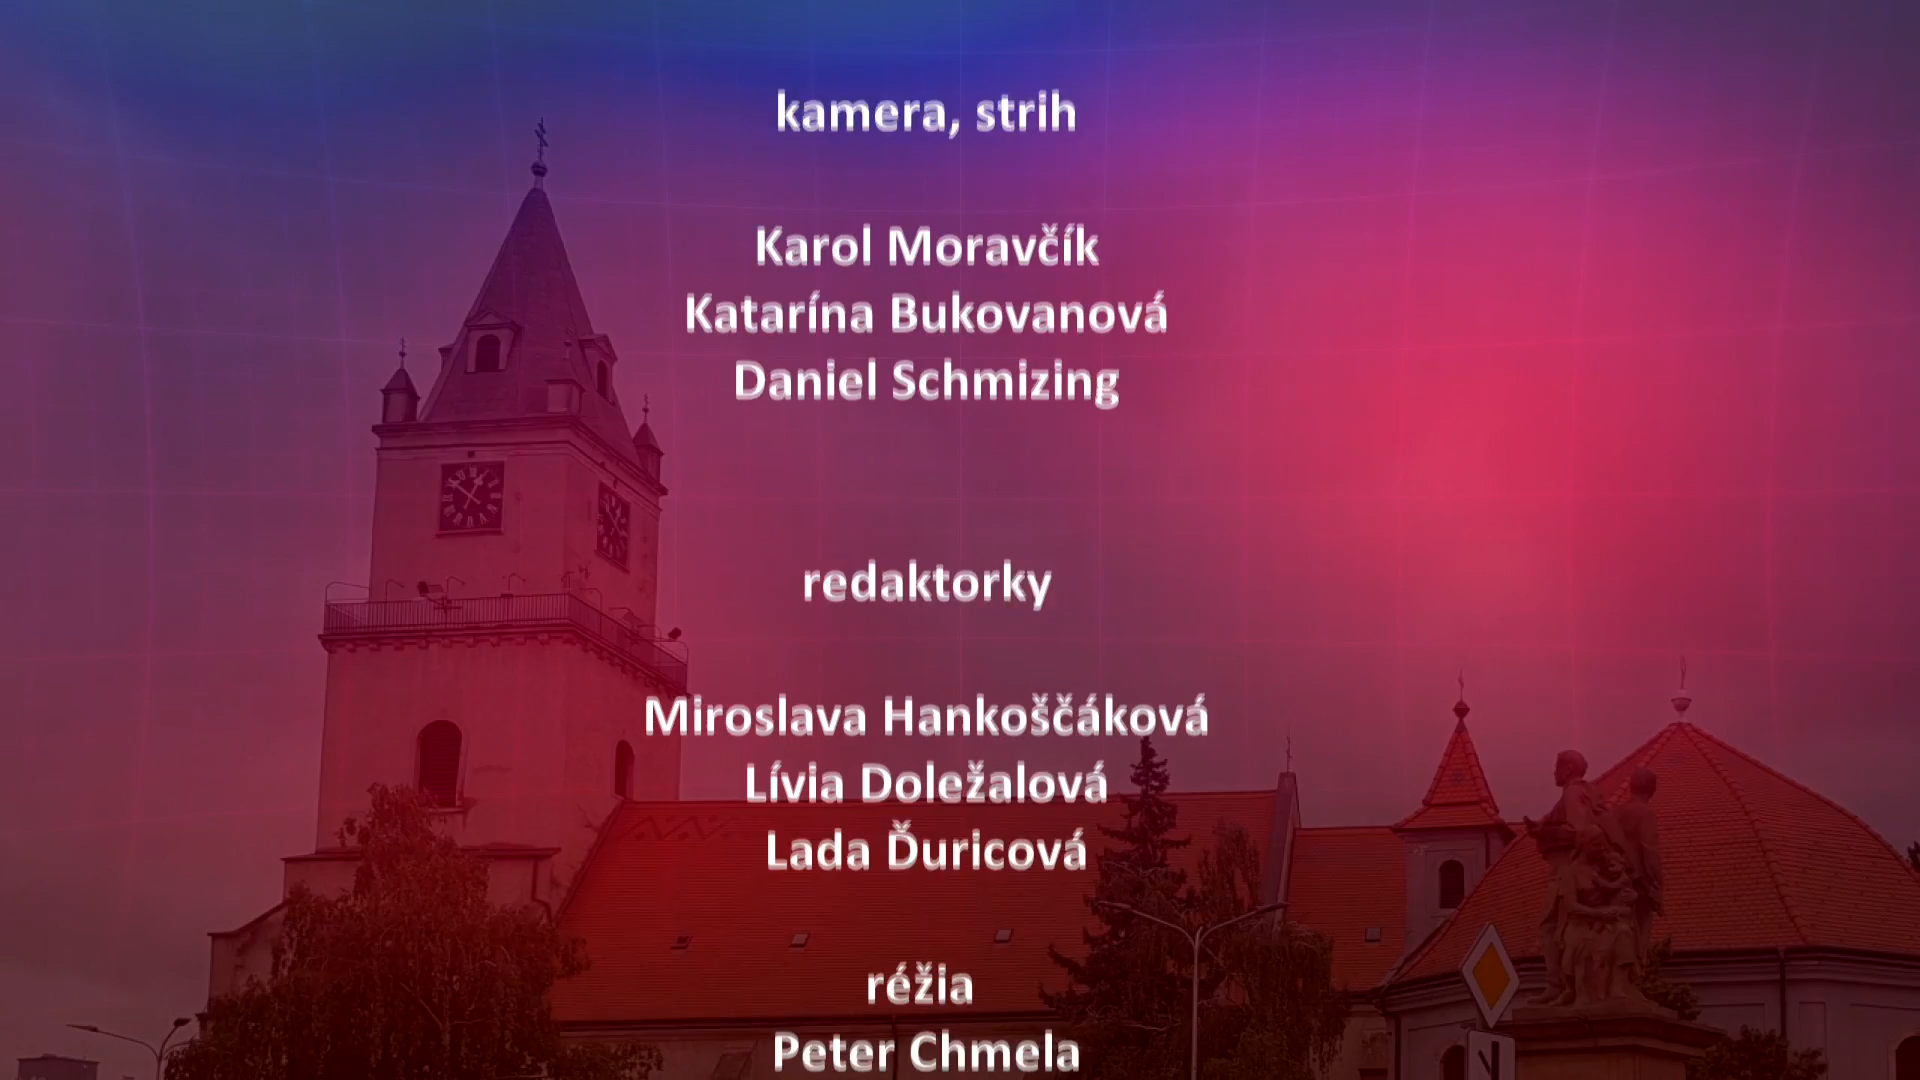 kamera, strih
Karol Moravčík
Katarína Bukovanová
Daniel Schmizing
redaktorky
Miroslava Hankoščáková
Lívia Doležalová
Lada Ďuricová
réžia
Peter Chmela